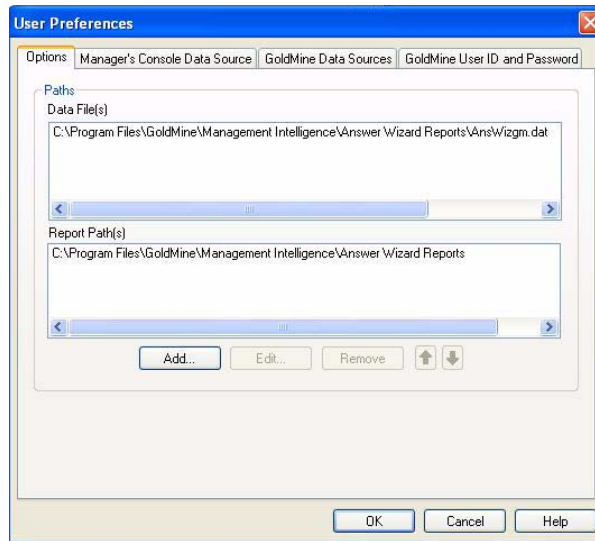 User Preferences
Options Manager's Console Data Source GoldMine Data Sources GoldMine User ID and Password
Paths
Data File(s)
C:\Program Files\GoldMine\Management Intelligence\Answer Wizard Reports\AnsWizgm.dat
Report Path(s)
C:\Program Files\GoldMine\Management Intelligence\Answer Wizard Reports
Add... Edit... Remove
OK Cancel Help